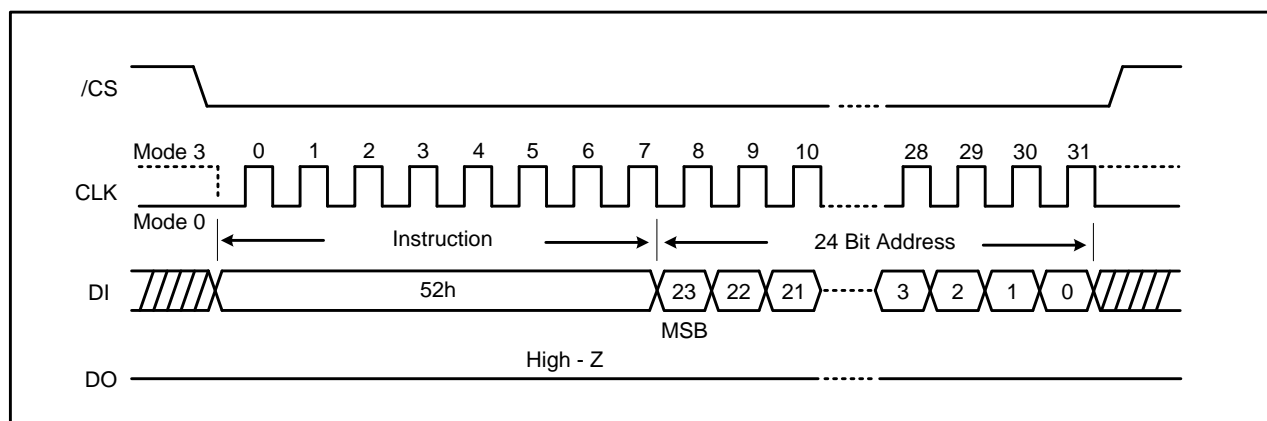 /CS
Mode 3 0 1 2 3 4 5 6 7 8 9 10 28 29 30 31
CLK
Mode 0
Instruction 24 Bit Address
DI 52h 23 22 21 3 2 1 0
MSB
High - Z
DO